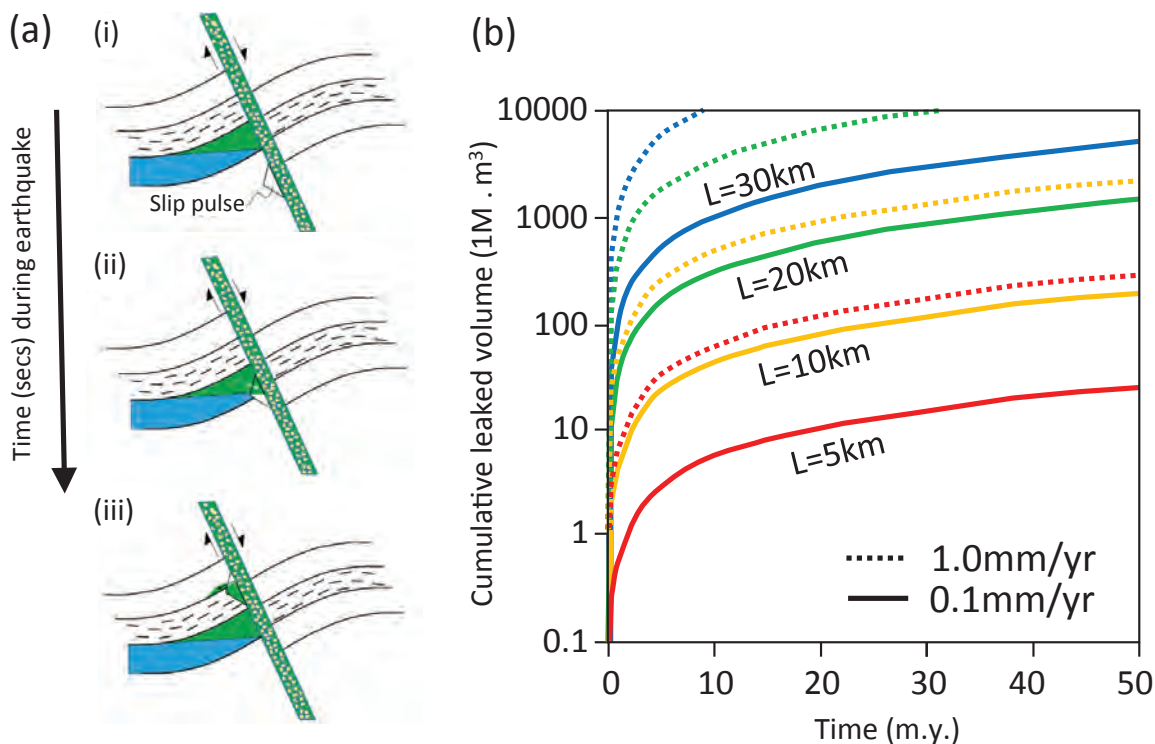 (a)
(i)
Time (secs) during earthquake
Slip pulse
(ii)
(iii)
(b)
Cumulative leaked volume (1M . m³)
10000
1000
100
10
1
0.1
L=30km
L=20km
L=10km
L=5km
1.0mm/yr
0.1mm/yr
0 10 20 30 40 50
Time (m.y.)